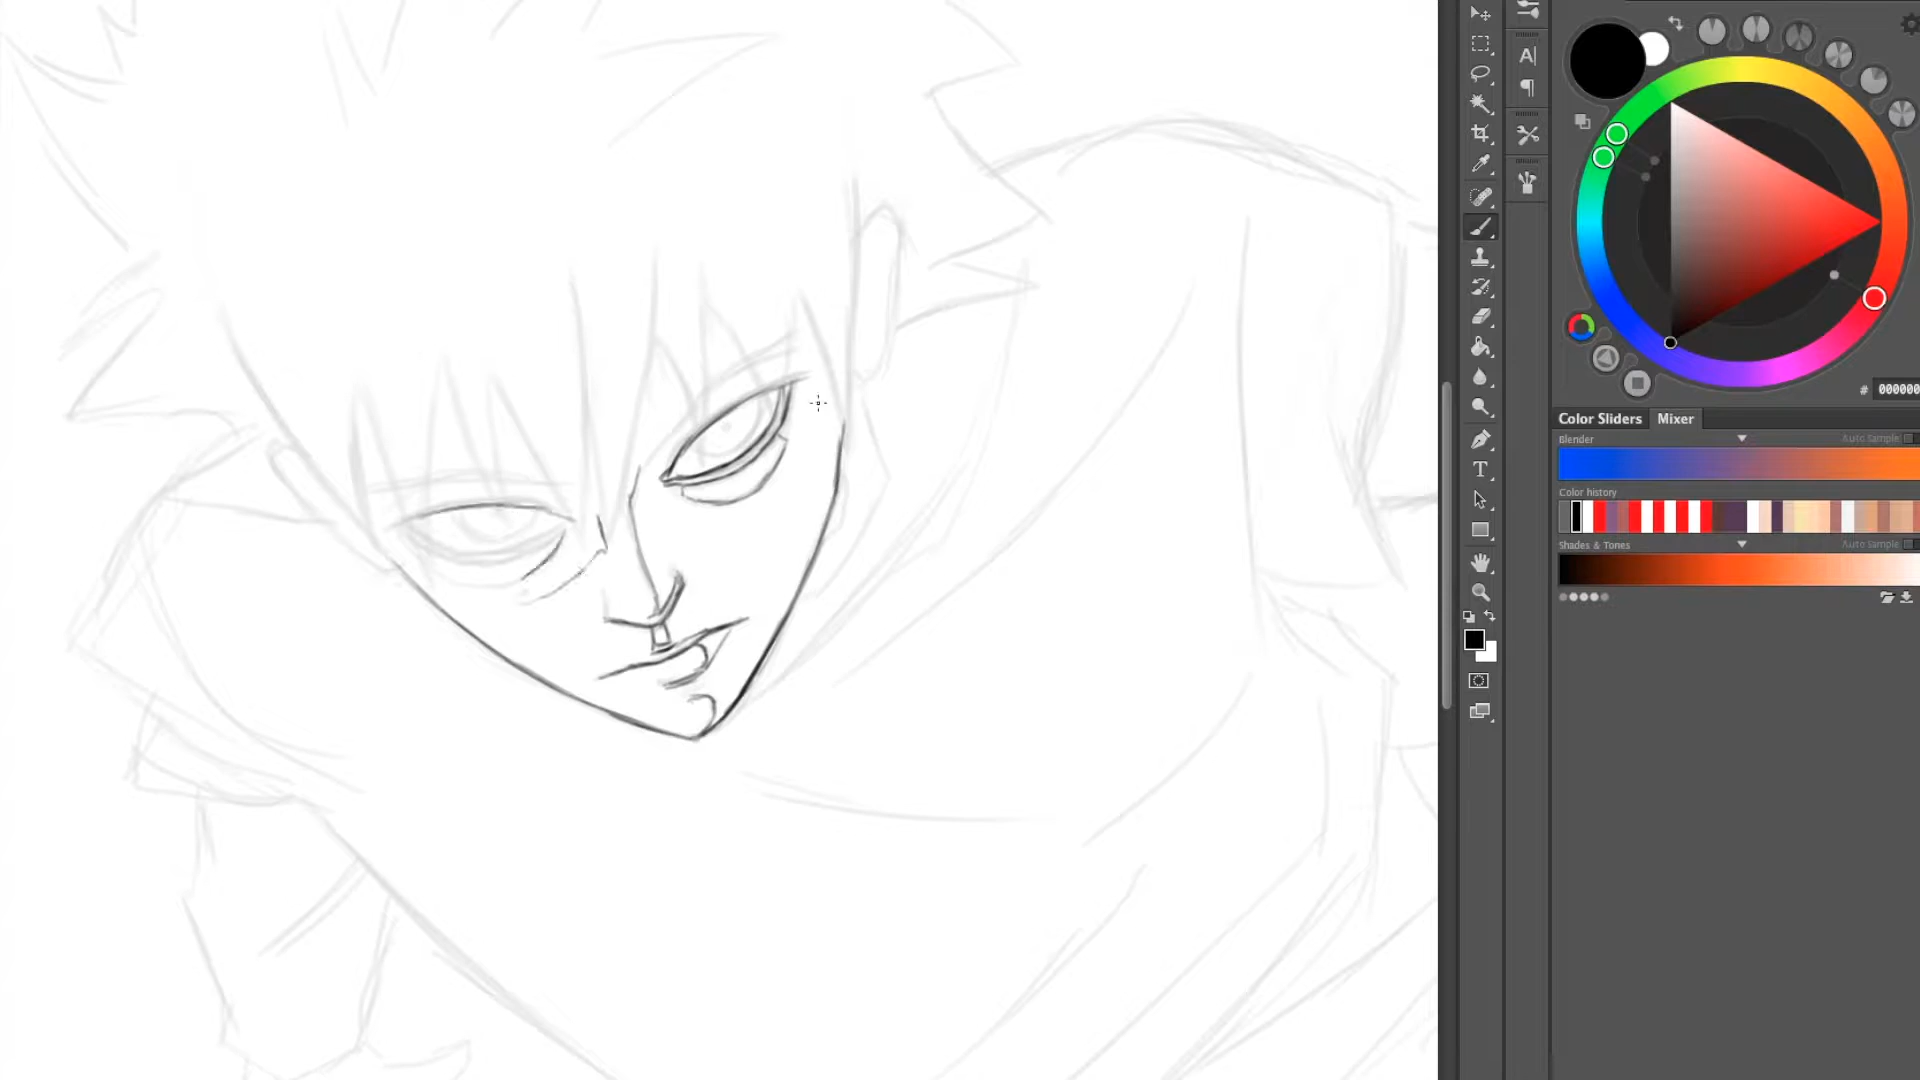 # 000000
Color Sliders Mixer
Blender
Auto Sample
Color history
Shades & Tones
Auto Sample